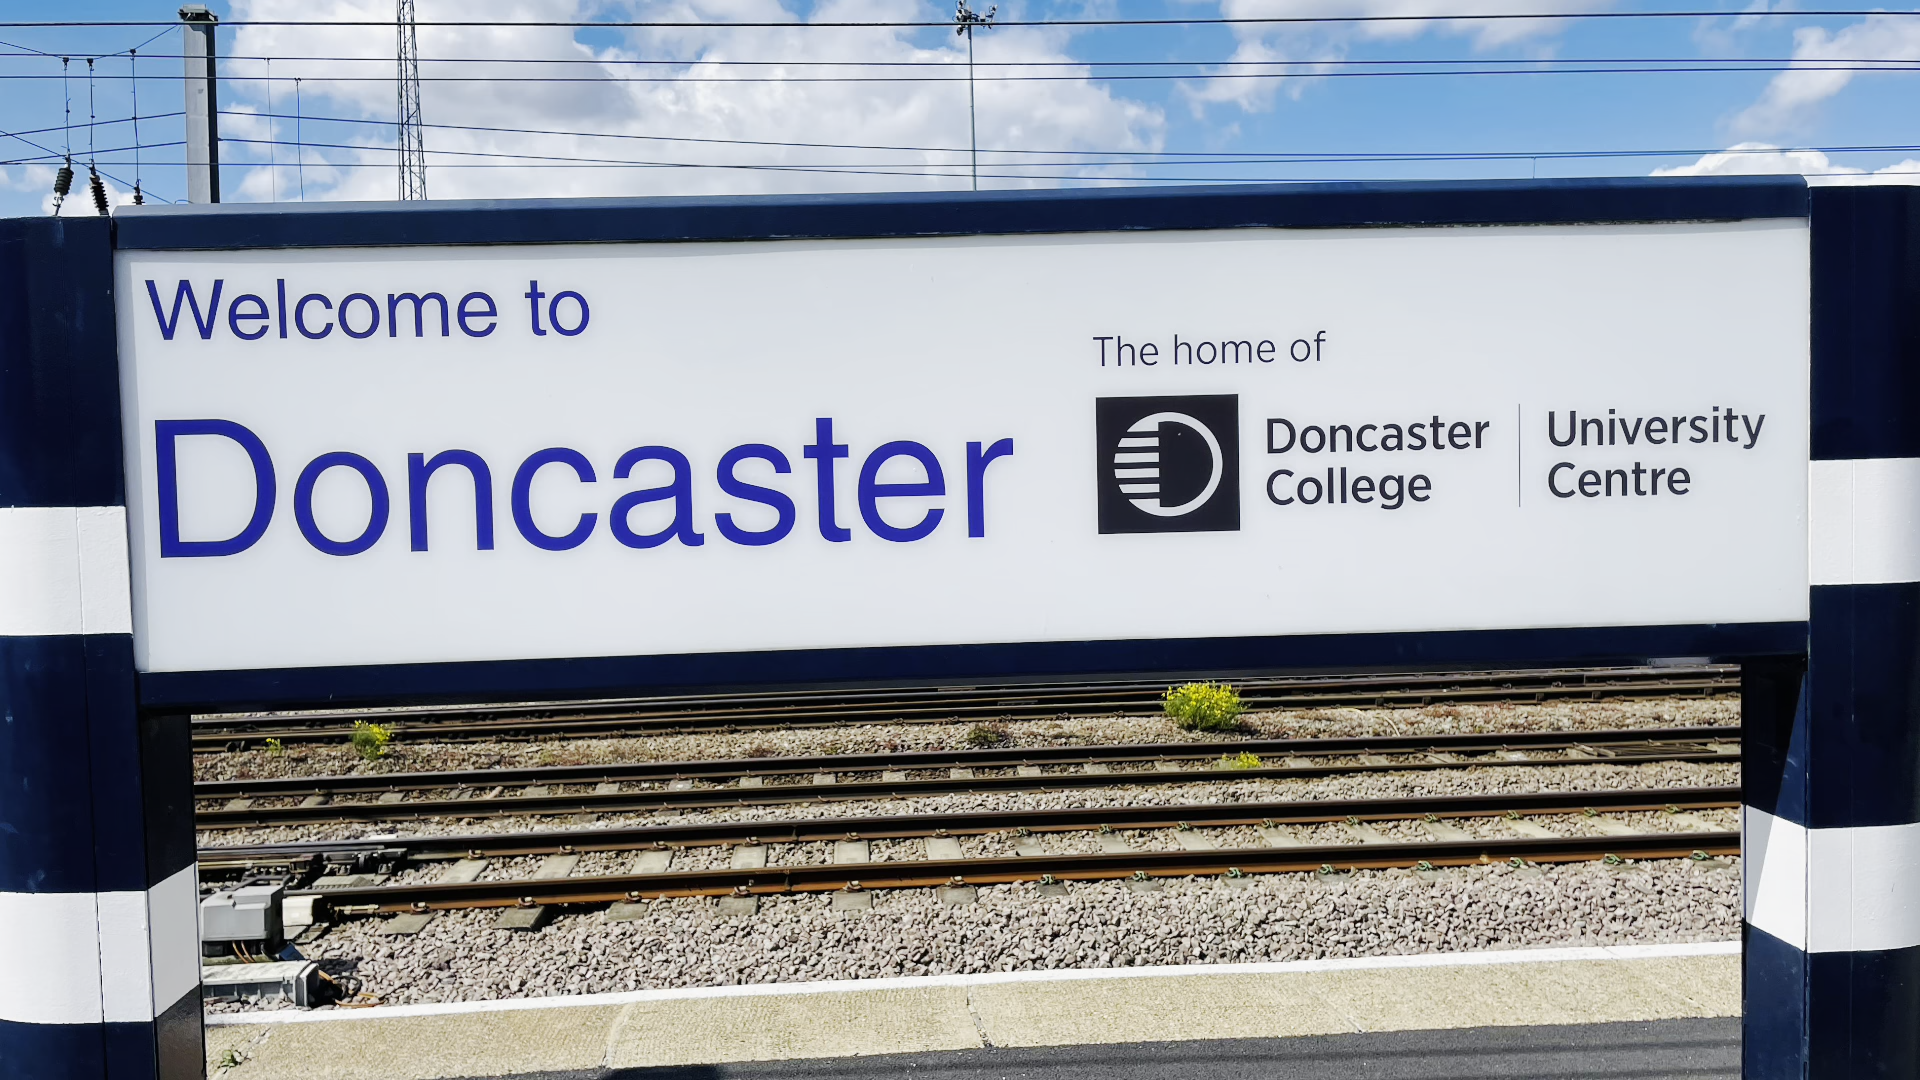 Welcome to
Doncaster
The home of
Doncaster
College
University
Centre